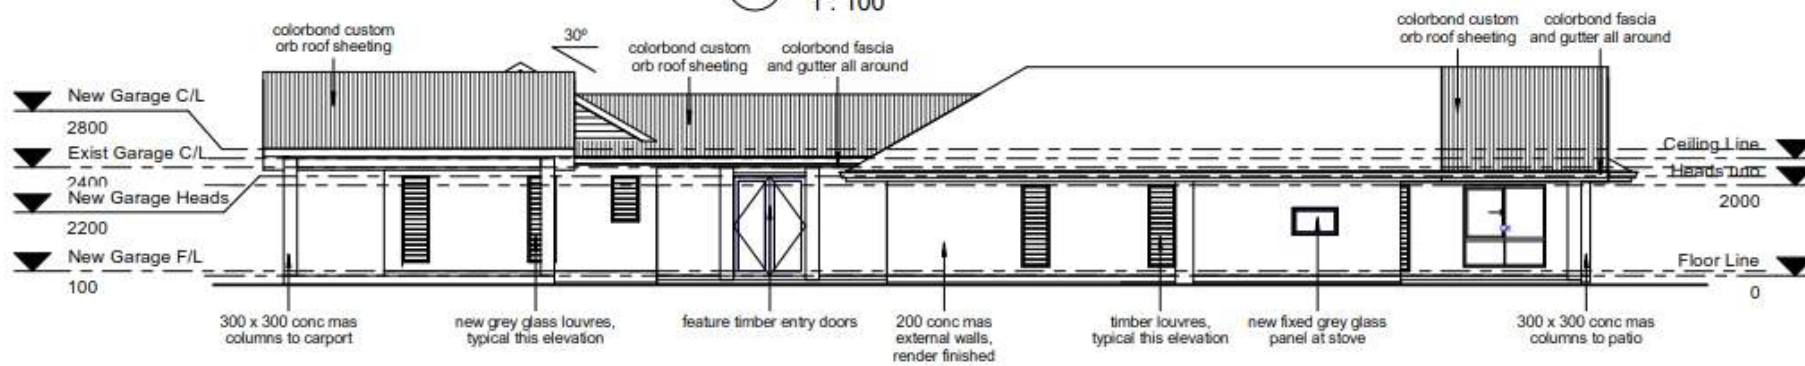 1 : 100
colorbond custom
orb roof sheeting
30°
colorbond custom
orb roof sheeting
colorbond fascia
and gutter all around
colorbond custom
orb roof sheeting
colorbond fascia
and gutter all around
New Garage C/L
2800
Exist Garage C/L
2400
New Garage Heads
2200
New Garage F/L
100
Ceiling Line
Heads uno
2000
Floor Line
0
300 x 300 conc mas
columns to carport
new grey glass louvres,
typical this elevation
feature timber entry doors
200 conc mas
external walls,
render finished
timber louvres,
typical this elevation
new fixed grey glass
panel at stove
300 x 300 conc mas
columns to patio